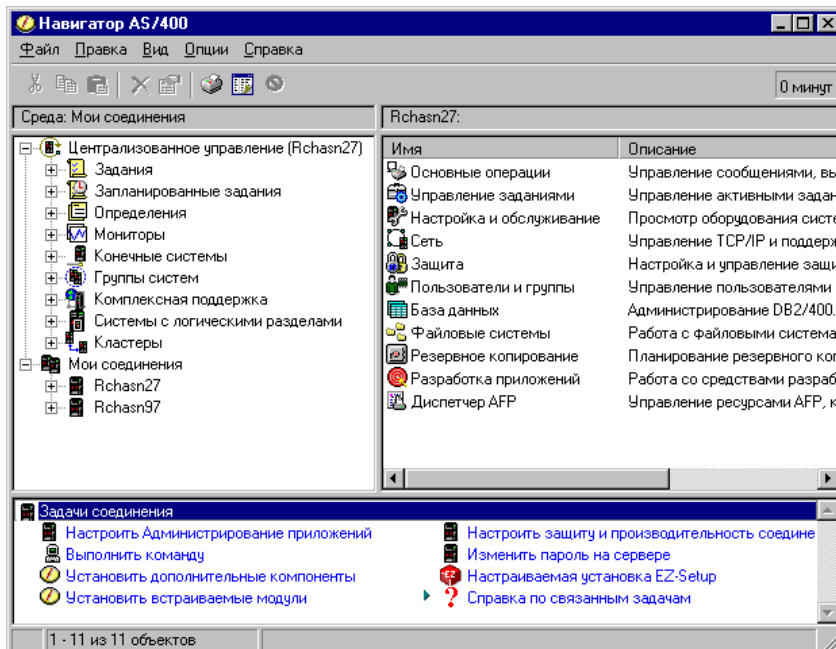 Навигатор AS/400
Файл Правка Вид Опции Справка
0 минут
Среда: Мои соединения
Rchasn27:
Централизованное управление (Rchasn27)
Задания
Запланированные задания
Определения
Мониторы
Конечные системы
Группы систем
Комплексная поддержка
Системы с логическими разделами
Кластеры
Мои соединения
Rchasn27
Rchasn97
Имя Описание
Основные операции Управление сообщениями, вы
Управление заданиями Управление активными задан
Настройка и обслуживание Просмотр оборудования систе
Сеть Управление TCP/IP и поддерж
Защита Настройка и управление защи
Пользователи и группы Управление пользователями
База данных Администрирование DB2/400.
Файловые системы Работа с файловыми система
Резервное копирование Планирование резервного коп
Разработка приложений Работа со средствами разраб
Диспетчер AFP Управление ресурсами AFP, к
Задачи соединения
Настроить Администрирование приложений
Выполнить команду
Установить дополнительные компоненты
Установить встраиваемые модули
Настроить защиту и производительность соедине
Изменить пароль на сервере
EZ Настраиваемая установка EZ-Setup
Справка по связанным задачам
1 - 11 из 11 объектов